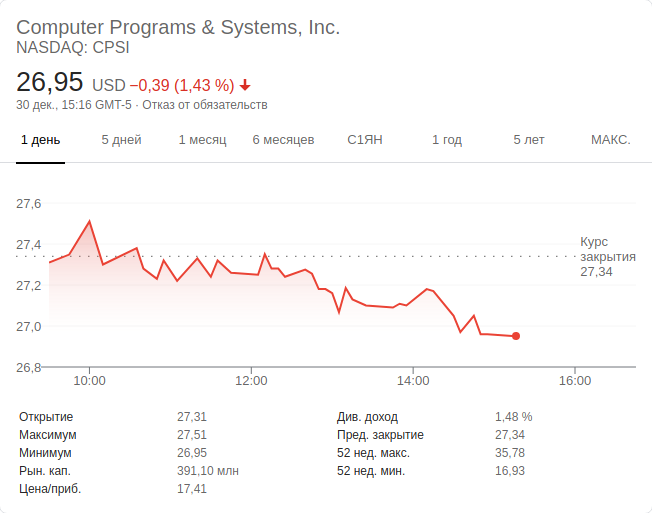 Computer Programs & Systems, Inc.
NASDAQ: CPSI
26,95 USD −0,39 (1,43 %)
30 дек., 15:16 GMT-5 · Отказ от обязательств
1 день 5 дней 1 месяц 6 месяцев С1ЯН 1 год 5 лет МАКС.
27,6
27,4
27,2
27,0
26,8
Курс
закрытия
27,34
10:00 12:00 14:00 16:00
Открытие 27,31 Див. доход 1,48 %
Максимум 27,51 Пред. закрытие 27,34
Минимум 26,95 52 нед. макс. 35,78
Рын. кап. 391,10 млн 52 нед. мин. 16,93
Цена/приб. 17,41